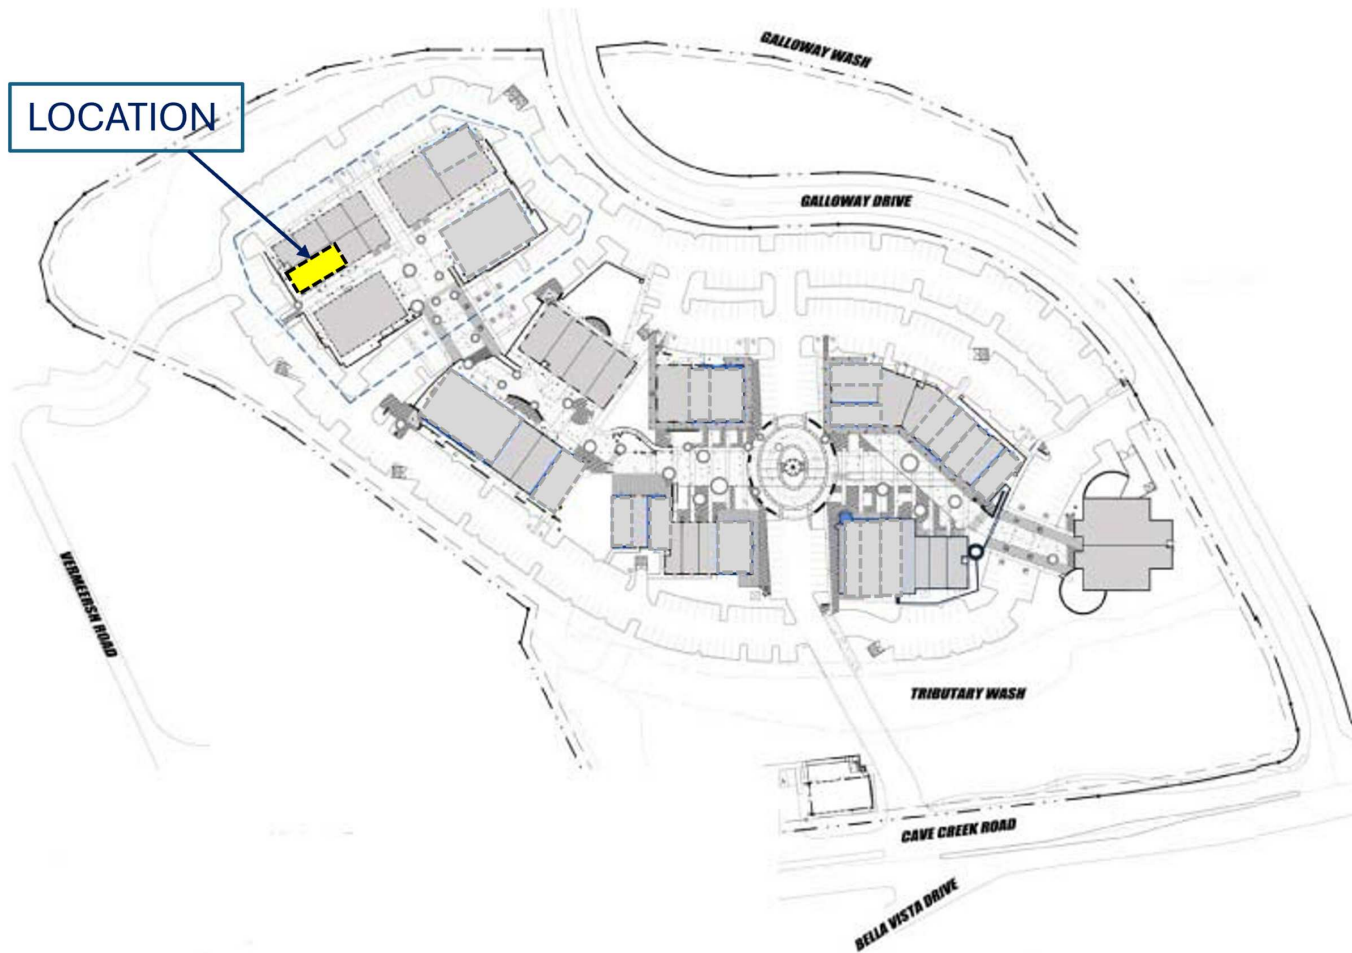 GALLOWAY WASH
LOCATION
GALLOWAY DRIVE
VERMEERSH ROAD
TRIBUTARY WASH
CAVE CREEK ROAD
BELLA VISTA DRIVE